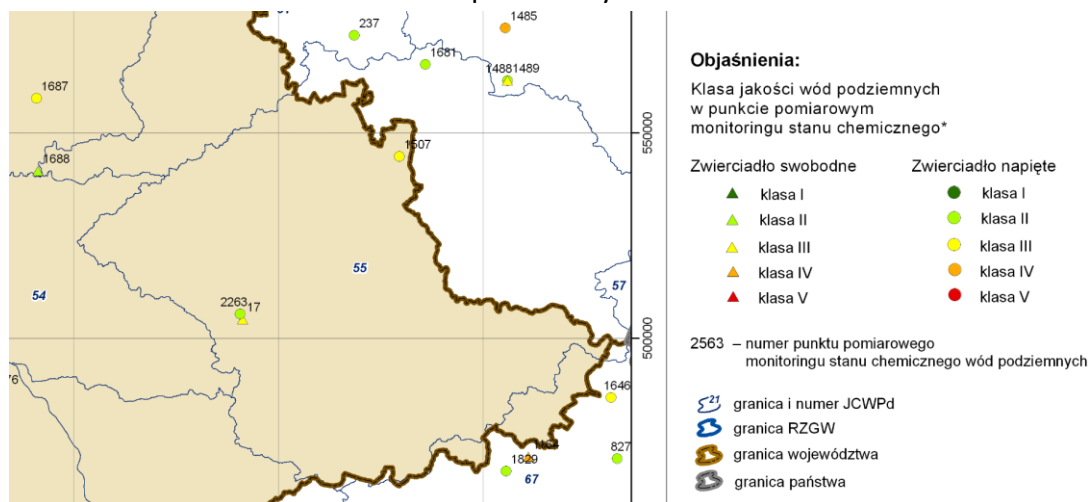 237
1485
1681
14881489
1687
1507
1688
550000
55
54
57
2263
17
500000
1646
827
1829
67
Objaśnienia:
Klasa jakości wód podziemnych
w punkcie pomiarowym
monitoringu stanu chemicznego*
Zwierciadło swobodne
klasa I
klasa II
klasa III
klasa IV
klasa V
Zwierciadło napięte
klasa I
klasa II
klasa III
klasa IV
klasa V
2563 – numer punktu pomiarowego
monitoringu stanu chemicznego wód podziemnych
21 granica i numer JCWPd
granica RZGW
granica województwa
granica państwa